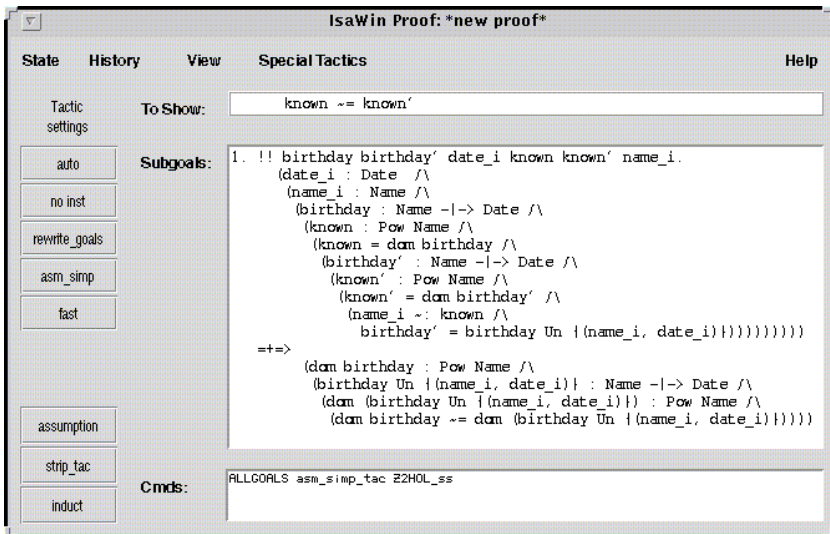 IsaWin Proof: *new proof*
State History View Special Tactics Help
Tactic
settings
To Show:
known ~= known′
auto
no inst
rewrite_goals
asm_simp
fast
assumption
strip_tac
induct
Subgoals:
1. !! birthday birthday′ date_i known known′ name_i.
(date_i : Date /\
(name_i : Name /\
(birthday : Name -|-> Date /\
(known : Pow Name /\
(known = dom birthday /\
(birthday′ : Name -|-> Date /\
(known′ : Pow Name /\
(known′ = dom birthday′ /\
(name_i ~: known /\
birthday′ = birthday Un {(name_i, date_i)})))))))))
=+=>
(dom birthday : Pow Name /\
(birthday Un {(name_i, date_i)} : Name -|-> Date /\
(dom (birthday Un {(name_i, date_i)}) : Pow Name /\
(dom birthday ~= dom (birthday Un {(name_i, date_i)}))))
Cmds:
ALLGOALS asm_simp_tac Z2HOL_ss